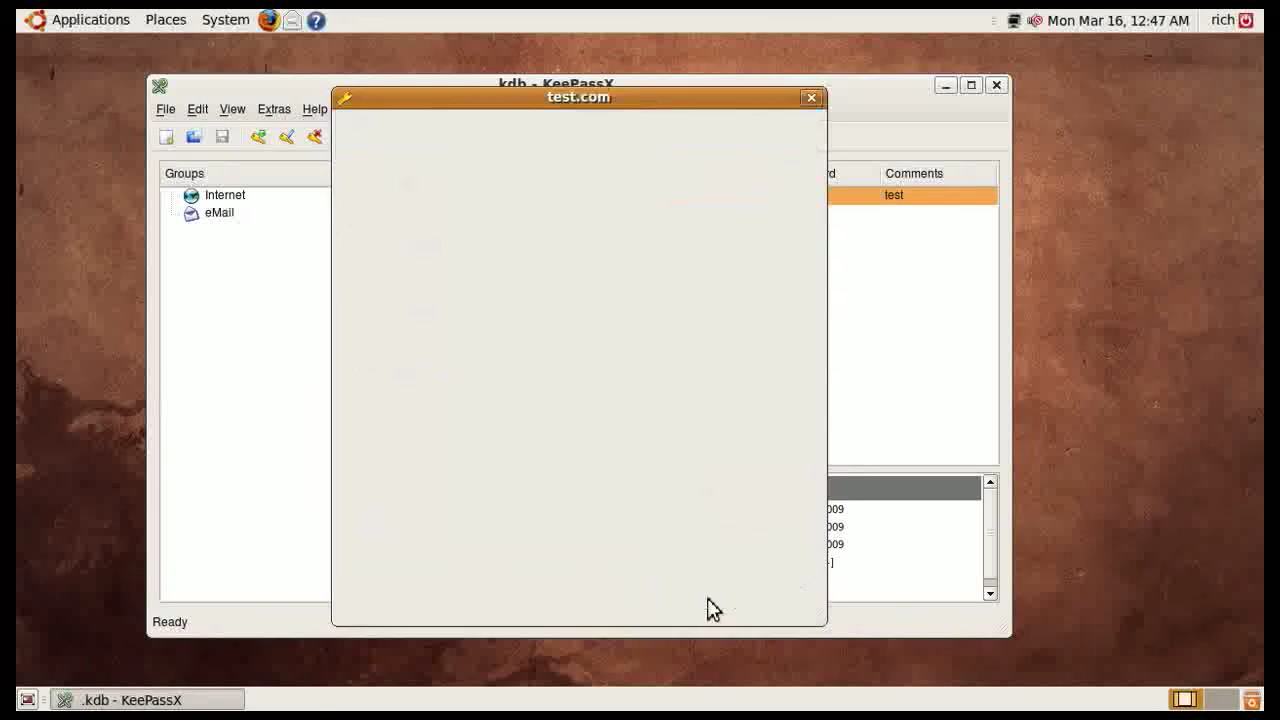 Applications Places System Mon Mar 16, 12:47 AM rich
kdb - KeePassX
test.com
File Edit View Extras Help
Groups rd Comments
Internet test
eMail
009
009
009
-]
Ready
.kdb - KeePassX